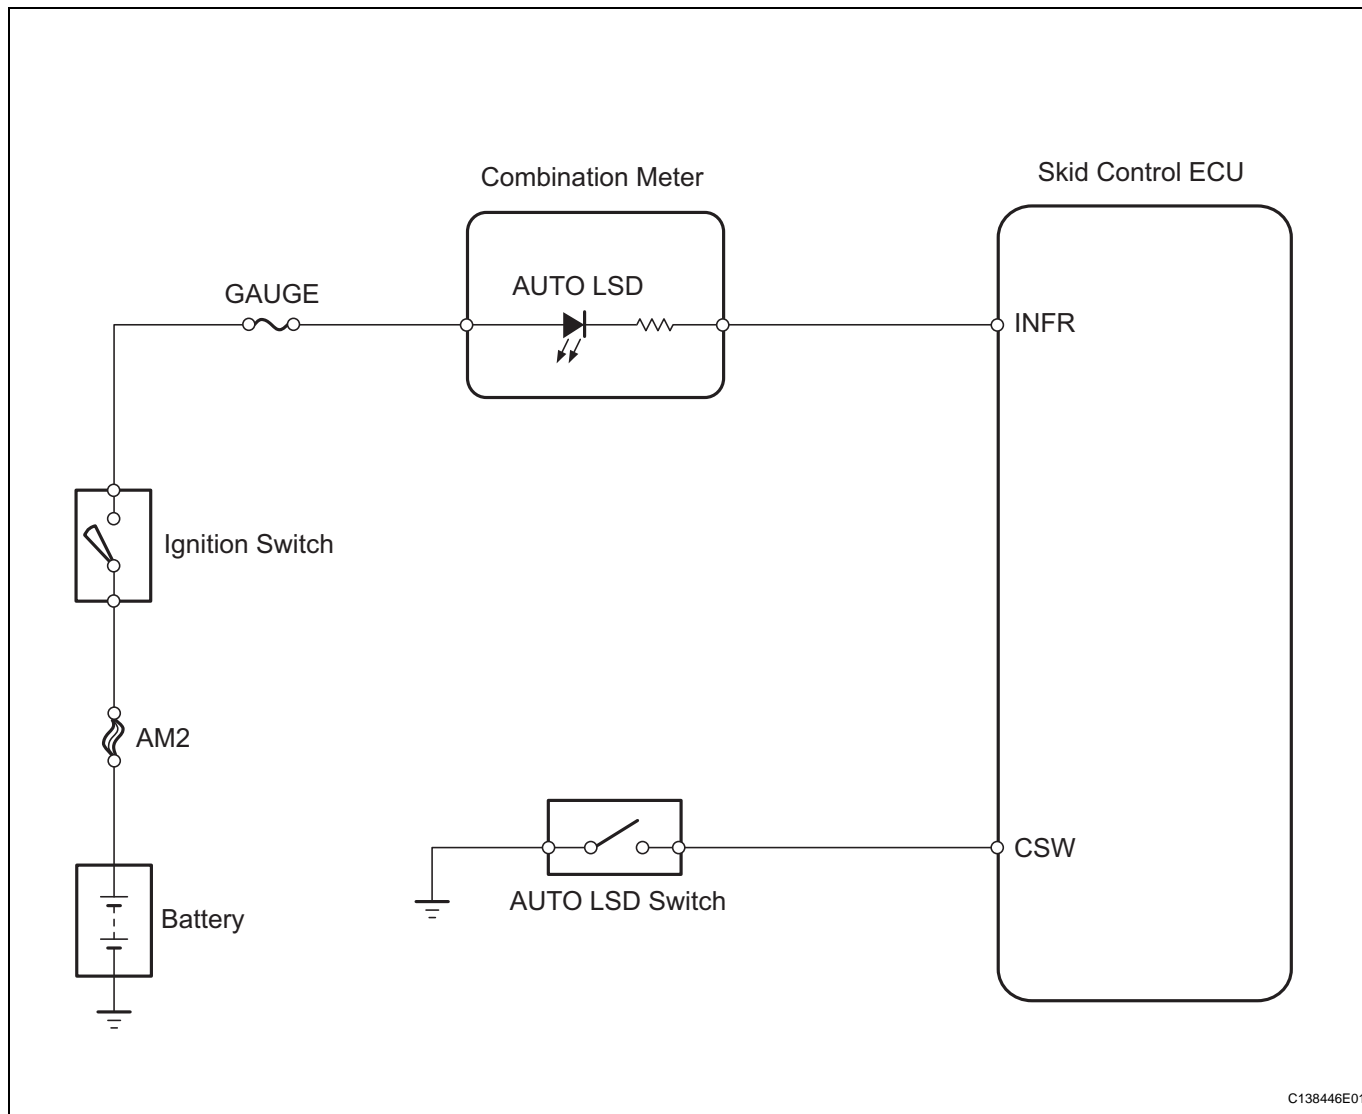 Combination Meter
Skid Control ECU
GAUGE
AUTO LSD
INFR
Ignition Switch
AM2
CSW
AUTO LSD Switch
Battery
C138446E01